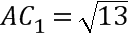 AC₁ = √13